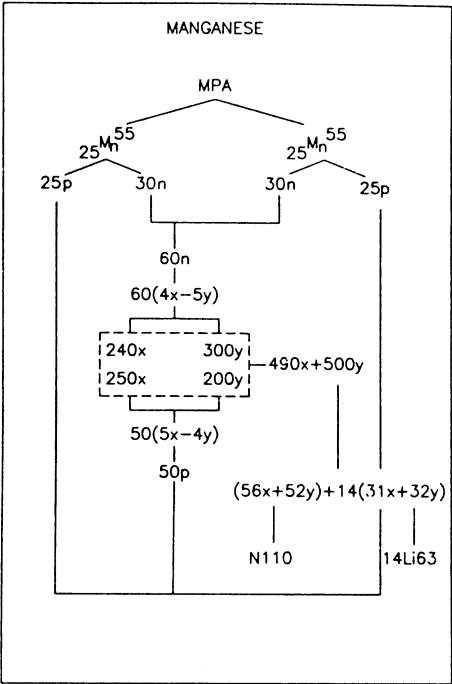 MANGANESE
MPA
25Mn55 25Mn55
25p 30n 30n 25p
60n
60(4x−5y)
240x 300y
490x+500y
250x 200y
50(5x−4y)
50p
(56x+52y)+14(31x+32y)
N110 14Li63